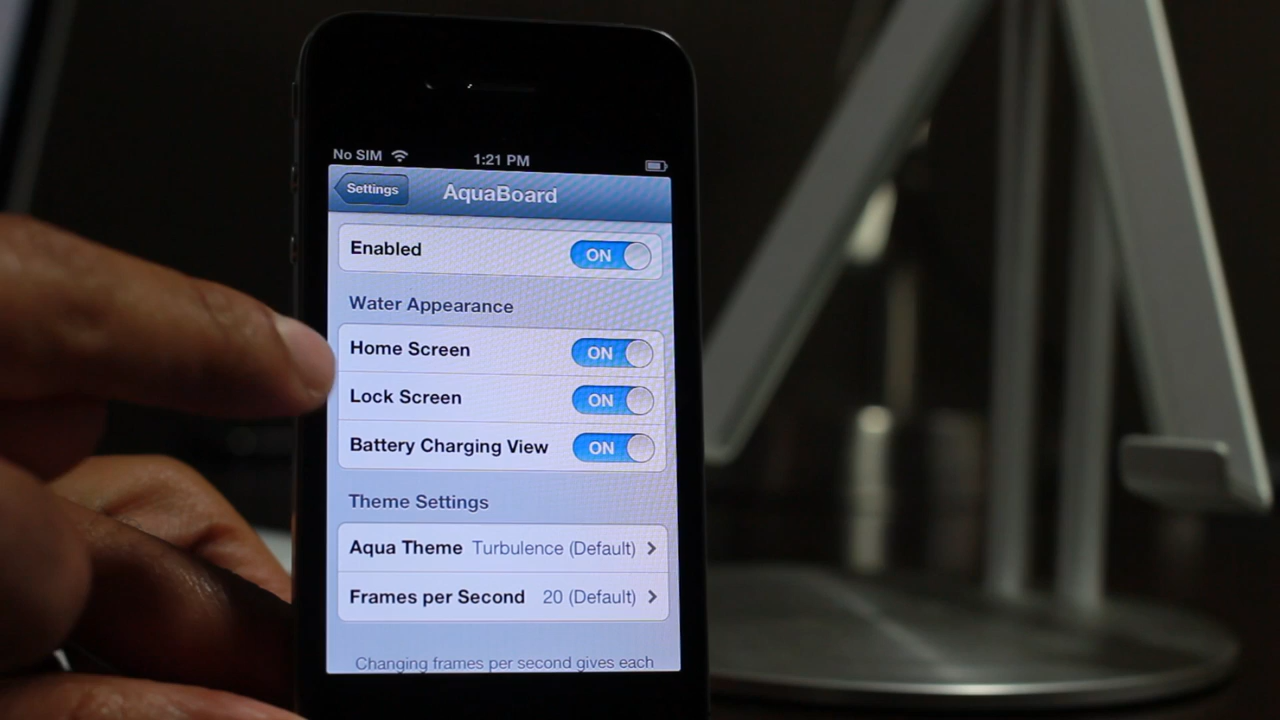 No SIM 1:21 PM
Settings AquaBoard
Enabled ON
Water Appearance
Home Screen ON
Lock Screen ON
Battery Charging View ON
Theme Settings
Aqua Theme Turbulence (Default)
Frames per Second 20 (Default)
Changing frames per second gives each